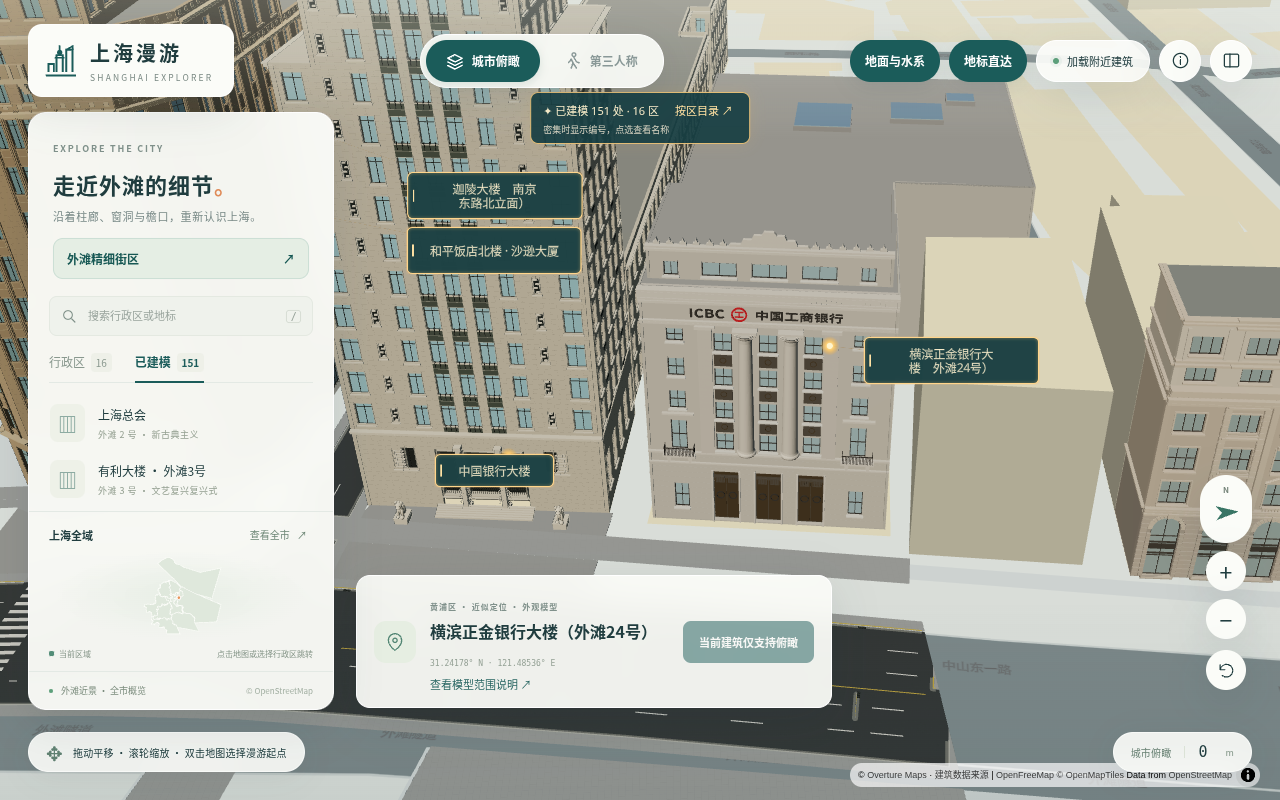 上海漫游
SHANGHAI EXPLORER
城市俯瞰
第三人称
地面与水系
地标直达
加载附近建筑
✦ 已建模 151 处 · 16 区 按区目录 ↗
密集时显示编号，点选查看名称
EXPLORE THE CITY
走近外滩的细节。
沿着柱廊、窗洞与檐口，重新认识上海。
外滩精细街区 ↗
搜索行政区或地标 /
行政区 16 已建模 151
上海总会
外滩 2 号 · 新古典主义
有利大楼 · 外滩3号
外滩 3 号 · 文艺复兴复兴式
上海全域 查看全市 ↗
当前区域 点击地图或选择行政区跳转
外滩近景 · 全市概览 © OpenStreetMap
迦陵大楼 南京
东路北立面）
和平饭店北楼 · 沙逊大厦
ICBC 中国工商银行
横滨正金银行大
楼 外滩24号）
中国银行大楼
N
黄浦区 · 近似定位 · 外观模型
横滨正金银行大楼（外滩24号）
31.24178° N · 121.48536° E
查看模型范围说明 ↗
当前建筑仅支持俯瞰
中山东一路
外滩隧道
外滩隧道
拖动平移 · 滚轮缩放 · 双击地图选择漫游起点
城市俯瞰 0 m
© Overture Maps · 建筑数据来源 | OpenFreeMap © OpenMapTiles Data from OpenStreetMap